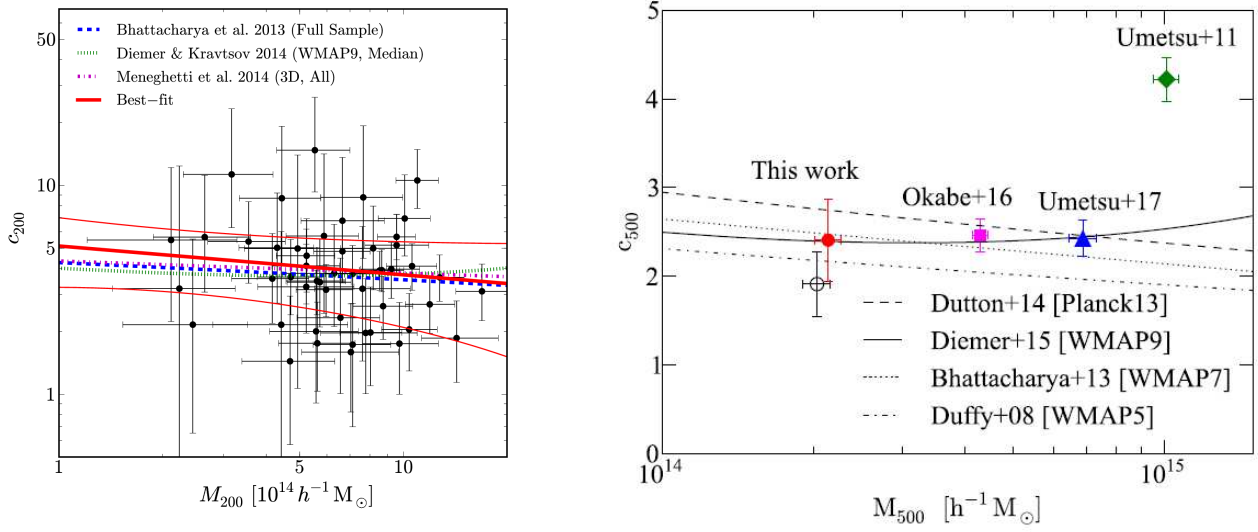 Bhattacharya et al. 2013 (Full Sample)
Diemer & Kravtsov 2014 (WMAP9, Median)
Meneghetti et al. 2014 (3D, All)
Best−fit
50
10
5
1
c200
1
5
10
M200 [10^14 h^−1 M⊙]
5
4
3
2
1
0
c500
Umetsu+11
This work
Okabe+16
Umetsu+17
Dutton+14 [Planck13]
Diemer+15 [WMAP9]
Bhattacharya+13 [WMAP7]
Duffy+08 [WMAP5]
10^14
10^15
M500 [h^−1 M⊙]